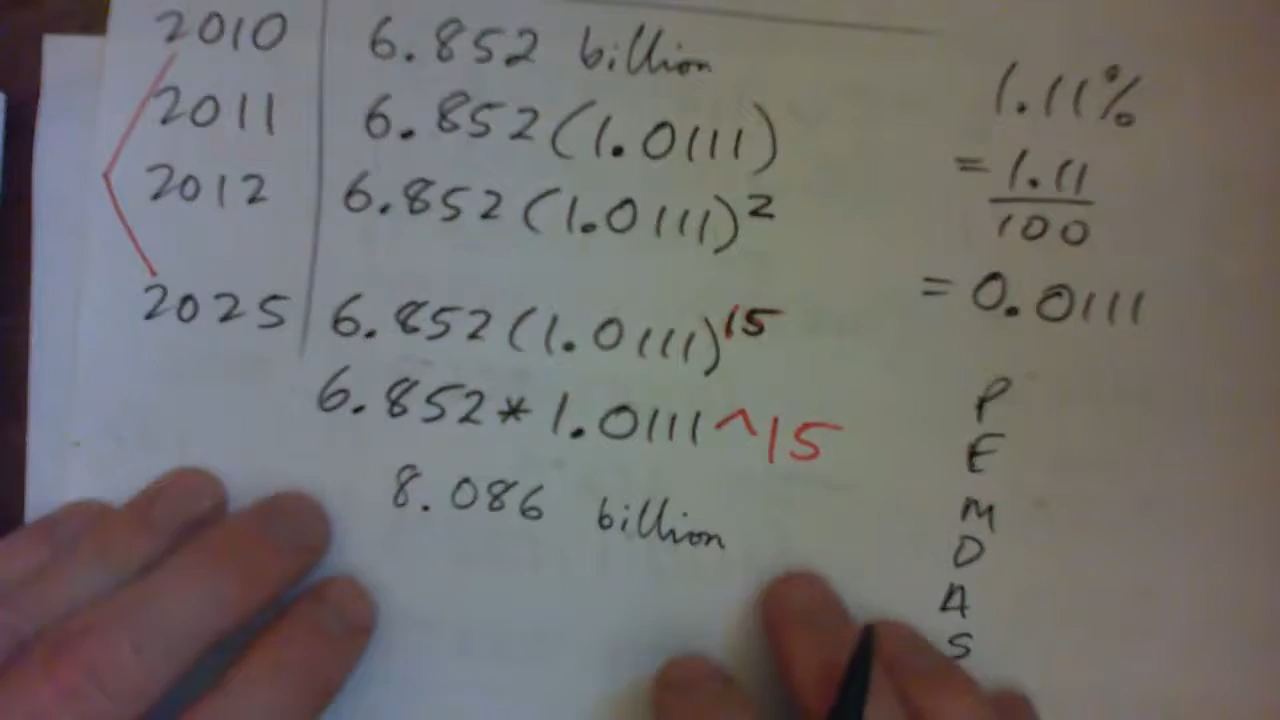 2010 6.852 billion
2011 6.852(1.0111)
2012 6.852(1.0111)²
2025 6.852(1.0111)¹⁵
6.852*1.0111^15
8.086 billion
1.11%
= 1.11
100
= 0.0111
P
E
M
D
A
S